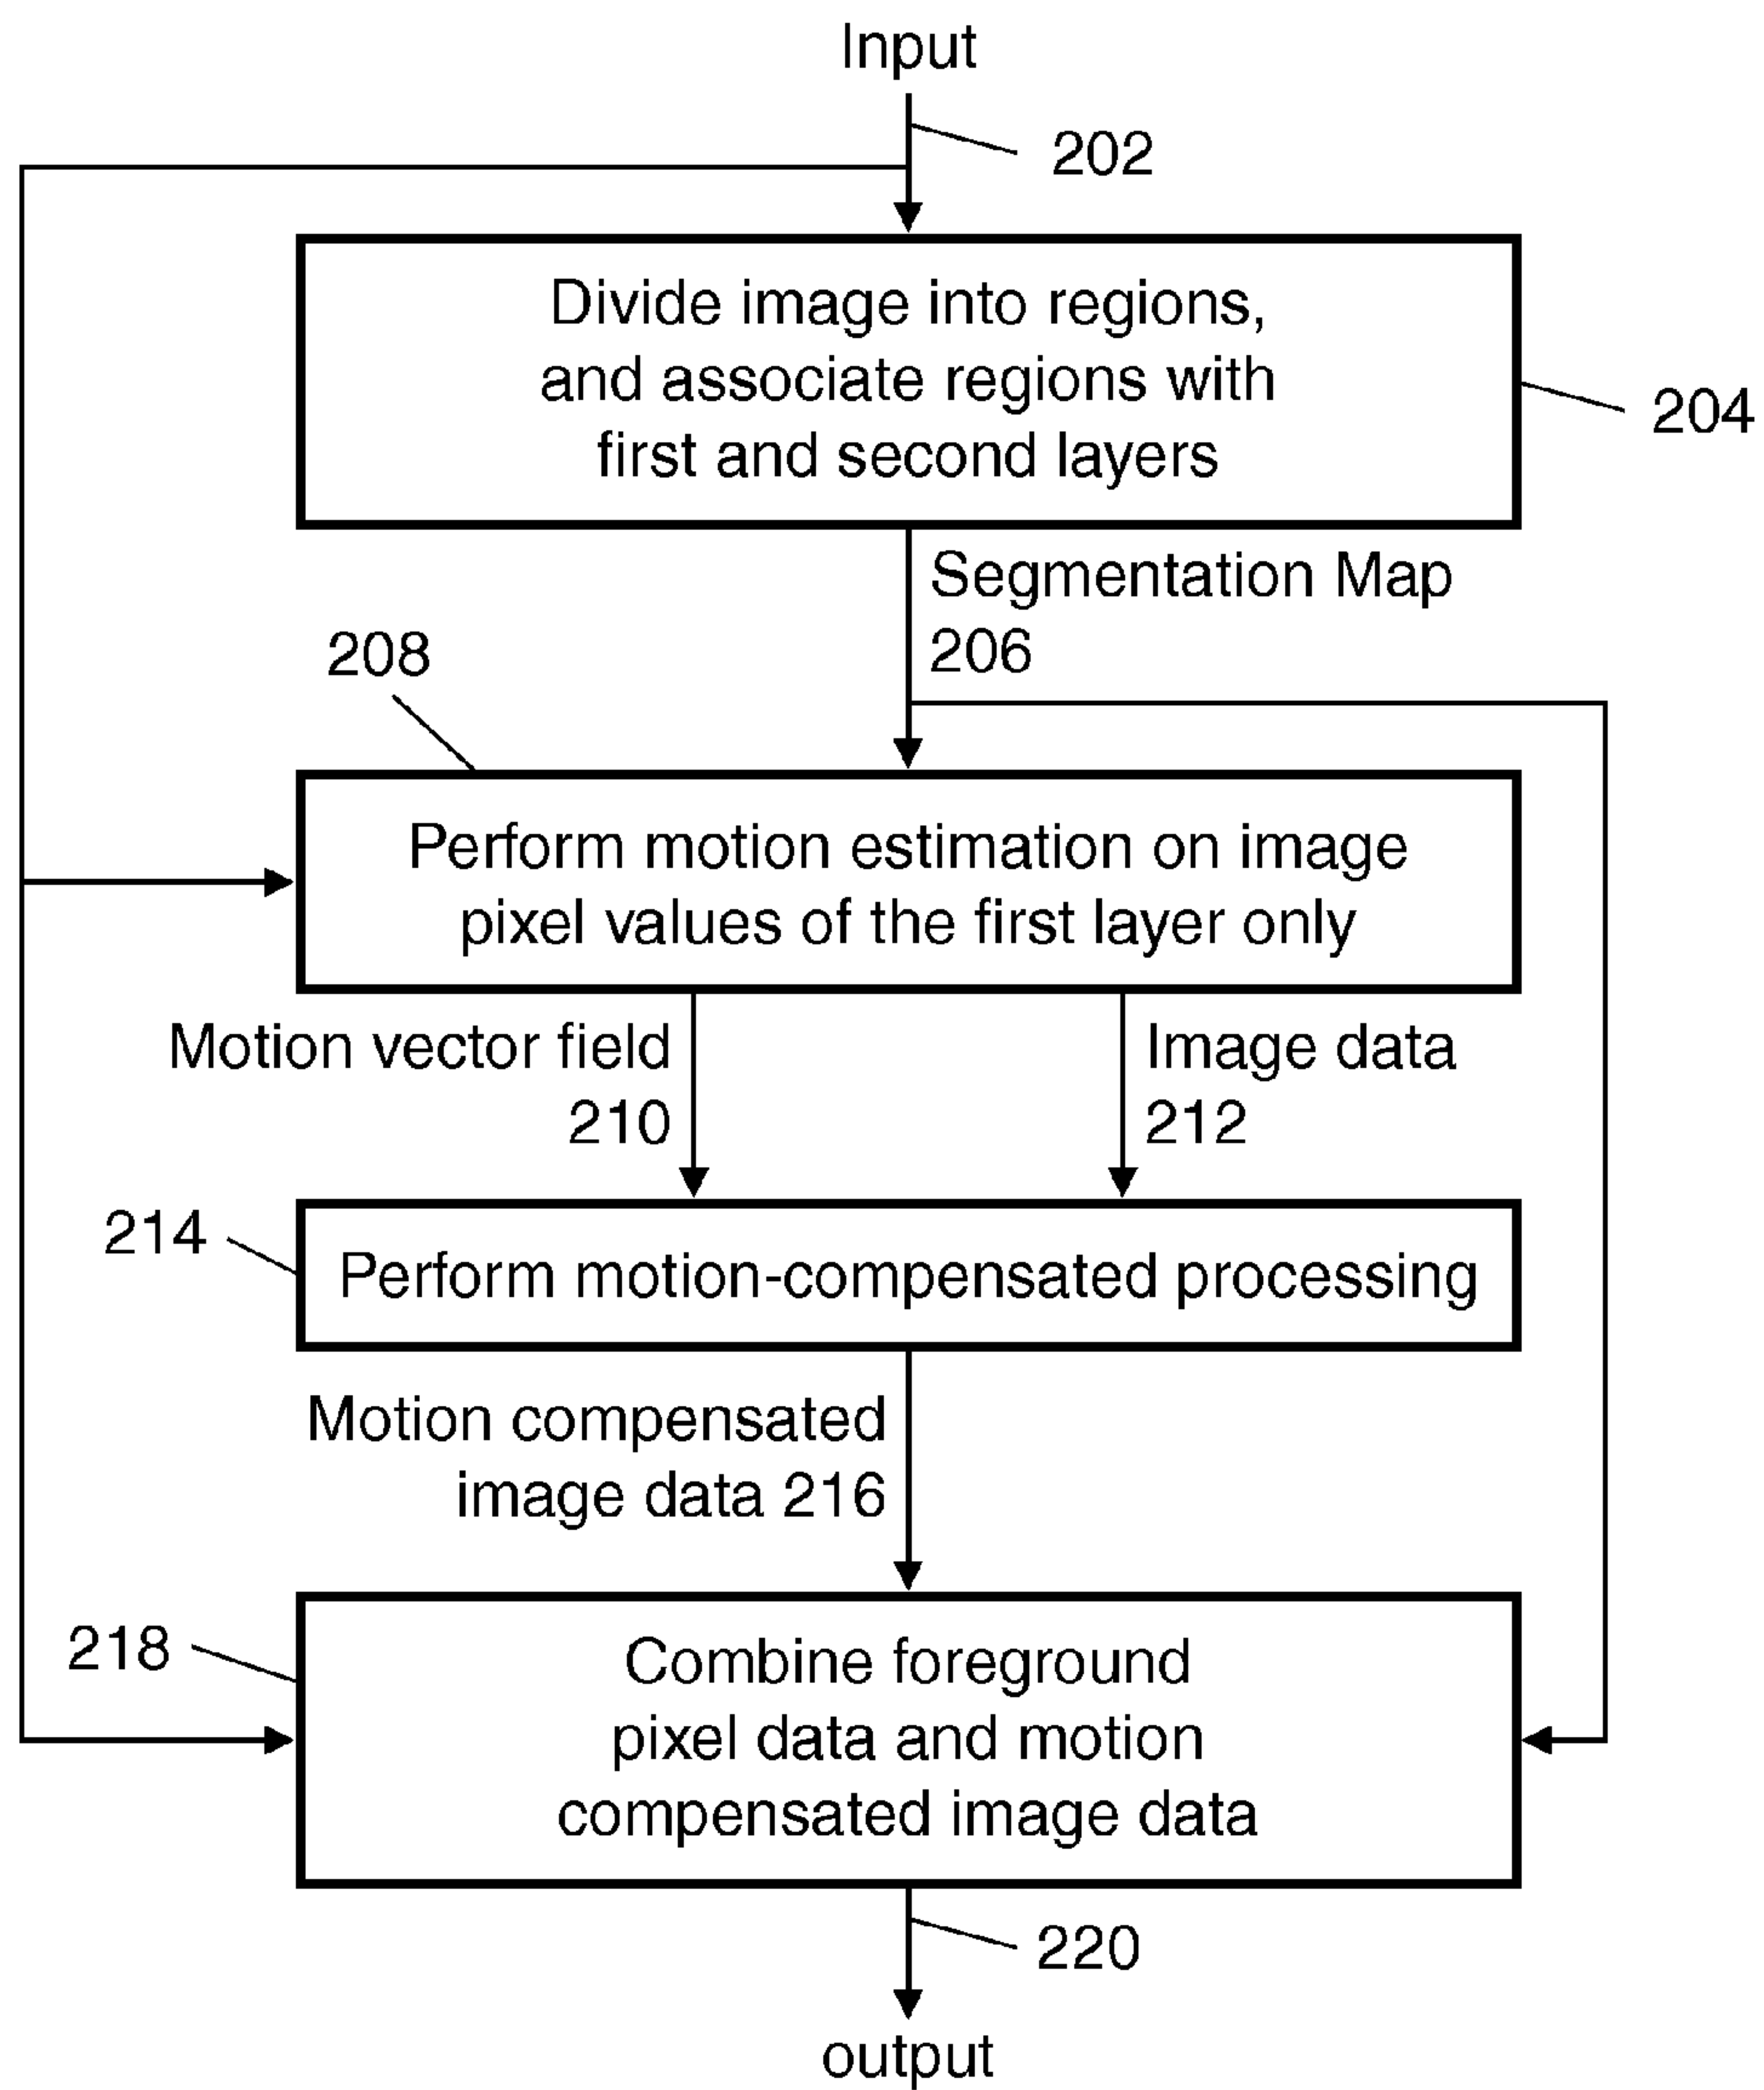 Input
202
Divide image into regions,
and associate regions with
first and second layers
204
Segmentation Map
206
208
Perform motion estimation on image
pixel values of the first layer only
Motion vector field
210
Image data
212
214
Perform motion-compensated processing
Motion compensated
image data 216
218
Combine foreground
pixel data and motion
compensated image data
220
output